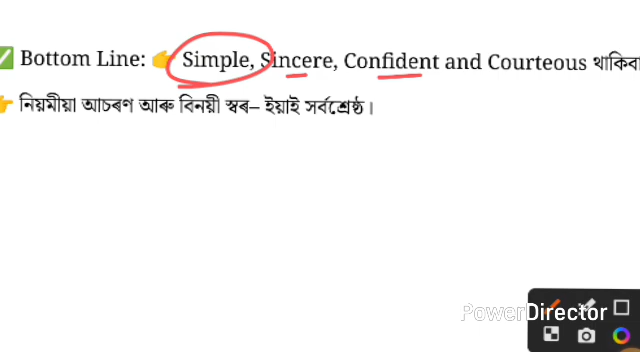 ✅ Bottom Line: 👉 Simple, Sincere, Confident and Courteous থাকিবা
👉 নিয়মীয়া আচৰণ আৰু বিনয়ী স্বৰ– ইয়াই সৰ্বশ্ৰেষ্ঠ।
PowerDirector